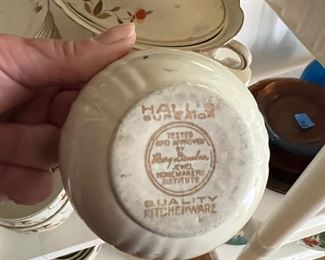 HALL'S
SUPERIOR
TESTED
AND APPROVED
BY
Mary Dunbar
JEWEL
HOMEMAKERS
INSTITUTE
QUALITY
KITCHENWARE